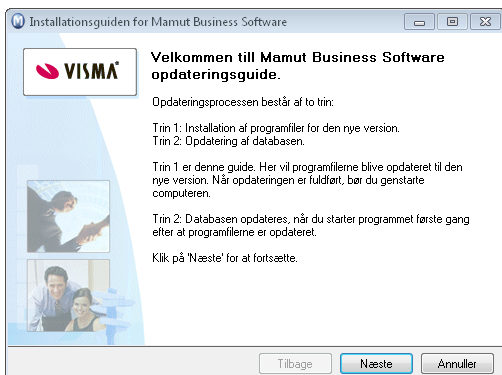 Installationsguiden for Mamut Business Software
VISMA
Velkommen till Mamut Business Software
opdateringsguide.
Opdateringsprocessen består af to trin:
Trin 1: Installation af programfiler for den nye version.
Trin 2: Opdatering af databasen.
Trin 1 er denne guide. Her vil programfilerne blive opdateret til den
nye version. Når opdateringen er fuldført, bør du genstarte
computeren.
Trin 2: Databasen opdateres, når du starter programmet første gang
efter at programfilerne er opdateret.
Klik på 'Næste' for at fortsætte.
Tilbage
Næste
Annuller